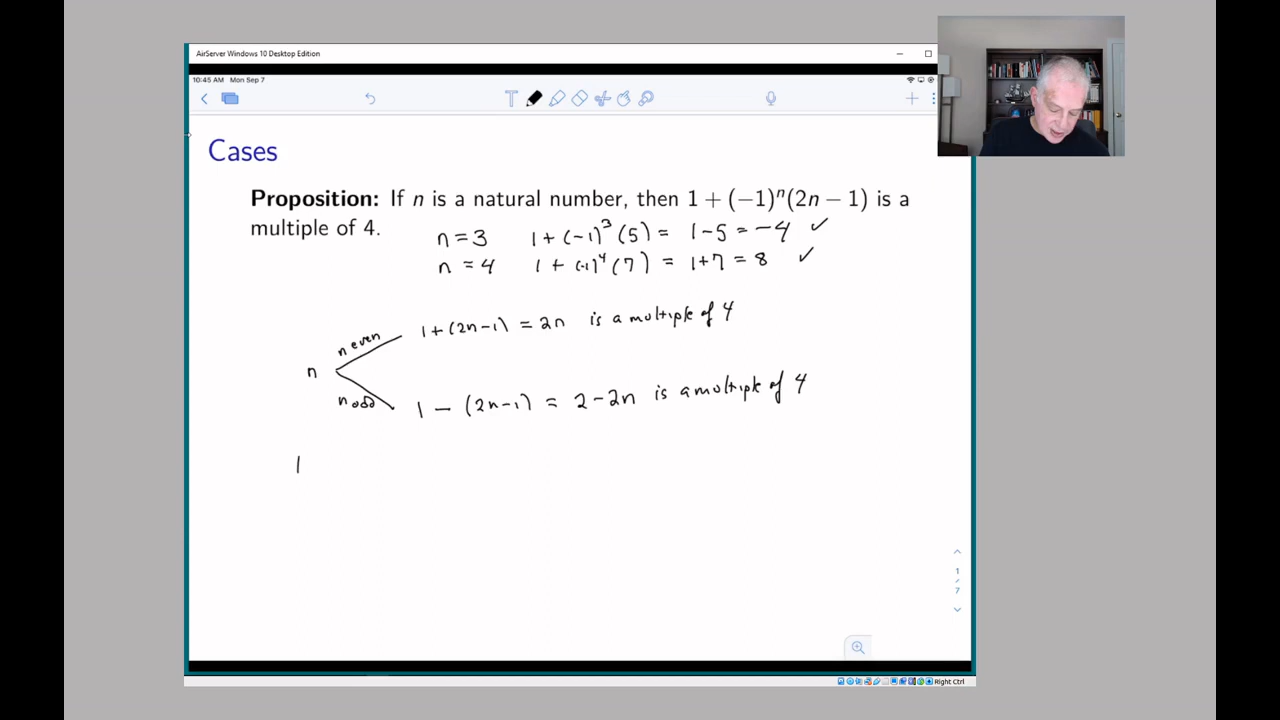 AirServer Windows 10 Desktop Edition
10:45 AM Mon Sep 7
Cases
Proposition: If n is a natural number, then 1 + (−1)ⁿ(2n − 1) is a
multiple of 4.
n = 3 1 + (-1)³ (5) = 1 - 5 = -4 ✓
n = 4 1 + (-1)⁴ (7) = 1 + 7 = 8 ✓
n even 1 + (2n-1) = 2n is a multiple of 4
n
n odd 1 - (2n-1) = 2 - 2n is a multiple of 4
1
/
7
Right Ctrl